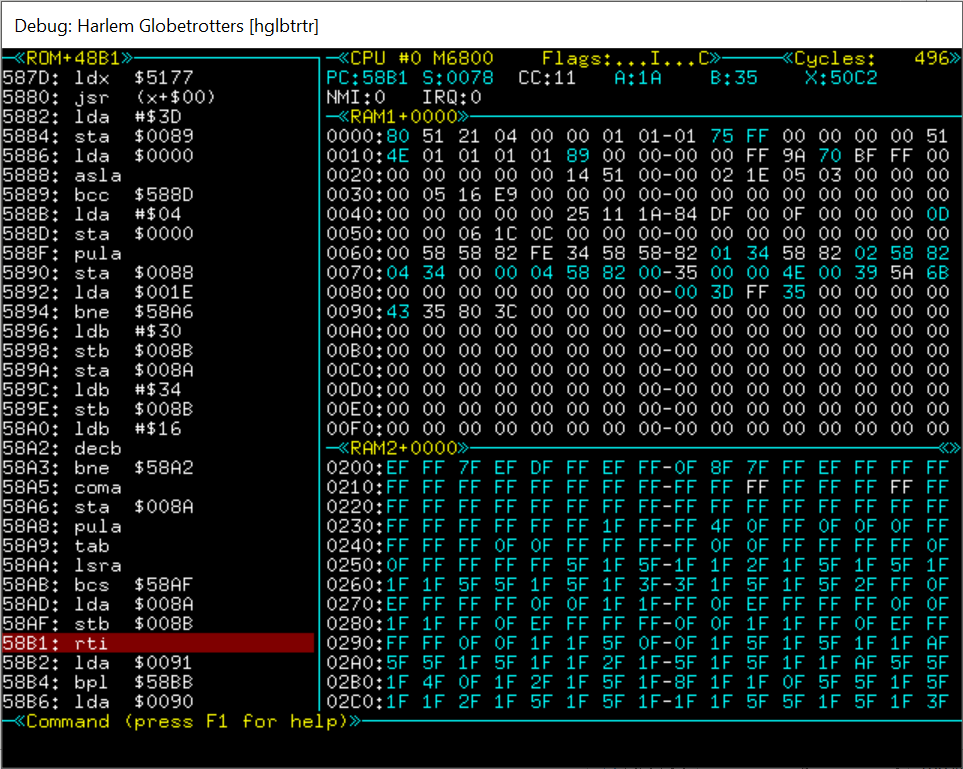 Debug: Harlem Globetrotters [hglbtrtr]
ROM+48B1
587D: ldx $5177
5880: jsr (x+$00)
5882: lda #$3D
5884: sta $0089
5886: lda $0000
5888: asla
5889: bcc $588D
588B: lda #$04
588D: sta $0000
588F: pula
5890: sta $0088
5892: lda $001E
5894: bne $58A6
5896: ldb #$30
5898: stb $008B
589A: sta $008A
589C: ldb #$34
589E: stb $008B
58A0: ldb #$16
58A2: decb
58A3: bne $58A2
58A5: coma
58A6: sta $008A
58A8: pula
58A9: tab
58AA: lsra
58AB: bcs $58AF
58AD: lda $008A
58AF: stb $008B
58B1: rti
58B2: lda $0091
58B4: bpl $58BB
58B6: lda $0090
CPU #0 M6800 Flags:...I...C Cycles: 496
PC:58B1 S:0078 CC:11 A:1A B:35 X:50C2
NMI:0 IRQ:0
RAM1+0000
0000:80 51 21 04 00 00 01 01-01 75 FF 00 00 00 00 51
0010:4E 01 01 01 01 89 00 00-00 00 FF 9A 70 BF FF 00
0020:00 00 00 00 00 14 51 00-00 02 1E 05 03 00 00 00
0030:00 05 16 E9 00 00 00 00-00 00 00 00 00 00 00 00
0040:00 00 00 00 00 25 11 1A-84 DF 00 0F 00 00 00 0D
0050:00 00 06 1C 0C 00 00 00-00 00 00 00 00 00 00 00
0060:00 58 58 82 FE 34 58 58-82 01 34 58 82 02 58 82
0070:04 34 00 00 04 58 82 00-35 00 00 4E 00 39 5A 6B
0080:00 00 00 00 00 00 00 00-00 3D FF 35 00 00 00 00
0090:43 35 80 3C 00 00 00 00-00 00 00 00 00 00 00 00
00A0:00 00 00 00 00 00 00 00-00 00 00 00 00 00 00 00
00B0:00 00 00 00 00 00 00 00-00 00 00 00 00 00 00 00
00C0:00 00 00 00 00 00 00 00-00 00 00 00 00 00 00 00
00D0:00 00 00 00 00 00 00 00-00 00 00 00 00 00 00 00
00E0:00 00 00 00 00 00 00 00-00 00 00 00 00 00 00 00
00F0:00 00 00 00 00 00 00 00-00 00 00 00 00 00 00 00
RAM2+0000
0200:EF FF 7F EF DF FF EF FF-0F 8F 7F FF EF FF FF FF
0210:FF FF FF FF FF FF FF FF-FF FF FF FF FF FF FF FF
0220:FF FF FF FF FF FF FF FF-FF FF FF FF FF FF FF FF
0230:FF FF FF FF FF FF 1F FF-FF 4F 0F FF 0F 0F 0F FF
0240:FF FF FF 0F 0F FF FF FF-FF 0F 0F FF FF FF FF 0F
0250:0F FF FF FF FF 5F 1F 5F-1F 1F 2F 1F 5F 1F 5F 1F
0260:1F 1F 5F 5F 1F 5F 1F 3F-3F 1F 5F 1F 5F 2F FF 0F
0270:EF FF FF FF 0F 0F 1F 1F-FF 0F EF FF FF FF 0F 0F
0280:1F 1F FF 0F EF FF FF FF-0F 0F 1F 1F FF 0F EF FF
0290:FF FF 0F 0F 1F 1F 5F 0F-0F 1F 5F 1F 5F 1F 1F AF
02A0:5F 5F 1F 5F 1F 1F 2F 1F-5F 1F 5F 1F 1F AF 5F 5F
02B0:1F 4F 0F 1F 2F 1F 5F 1F-8F 1F 1F 0F 5F 5F 1F 5F
02C0:1F 1F 2F 1F 5F 1F 5F 1F-1F 1F 5F 5F 5F 5F 1F 3F
Command (press F1 for help)